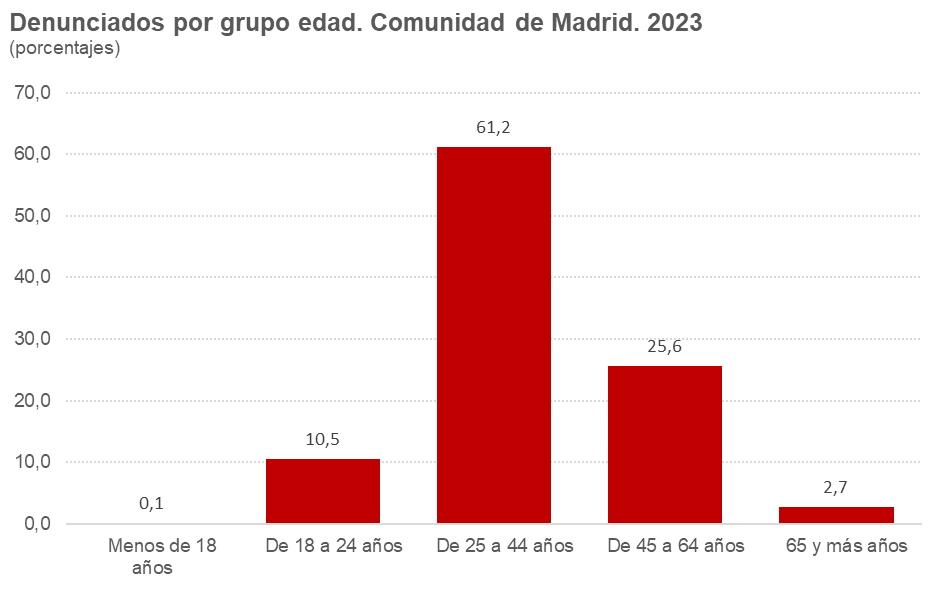 Denunciados por grupo edad. Comunidad de Madrid. 2023
(porcentajes)
70,0
60,0
50,0
40,0
30,0
20,0
10,0
0,0
0,1
10,5
61,2
25,6
2,7
Menos de 18
años
De 18 a 24 años
De 25 a 44 años
De 45 a 64 años
65 y más años